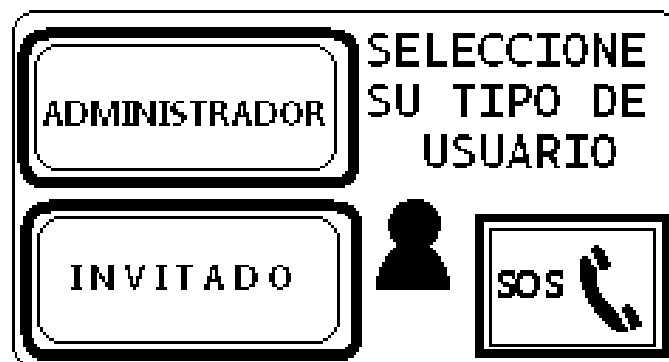 ADMINISTRADOR
SELECCIONE
SU TIPO DE
USUARIO
INVITADO
SOS